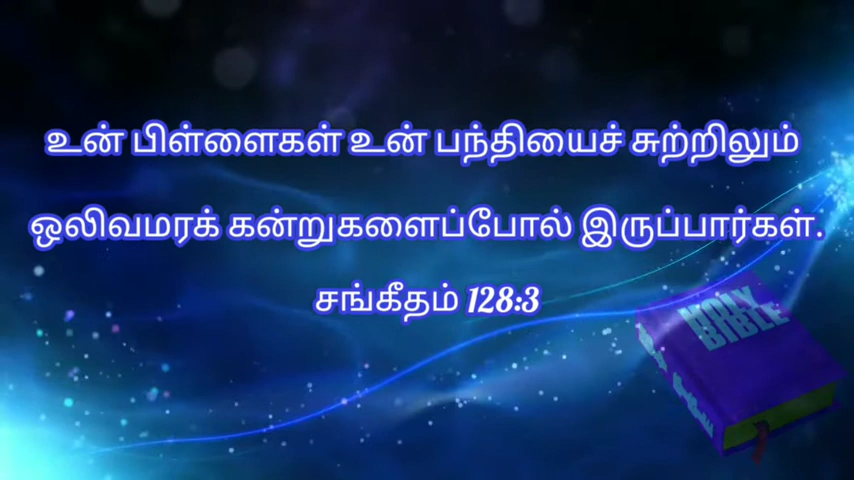 உன் பிள்ளைகள் உன் பந்தியைச் சுற்றிலும்
ஒலிவமரக் கன்றுகளைப்போல் இருப்பார்கள்.
சங்கீதம் 128:3
HOLY
BIBLE